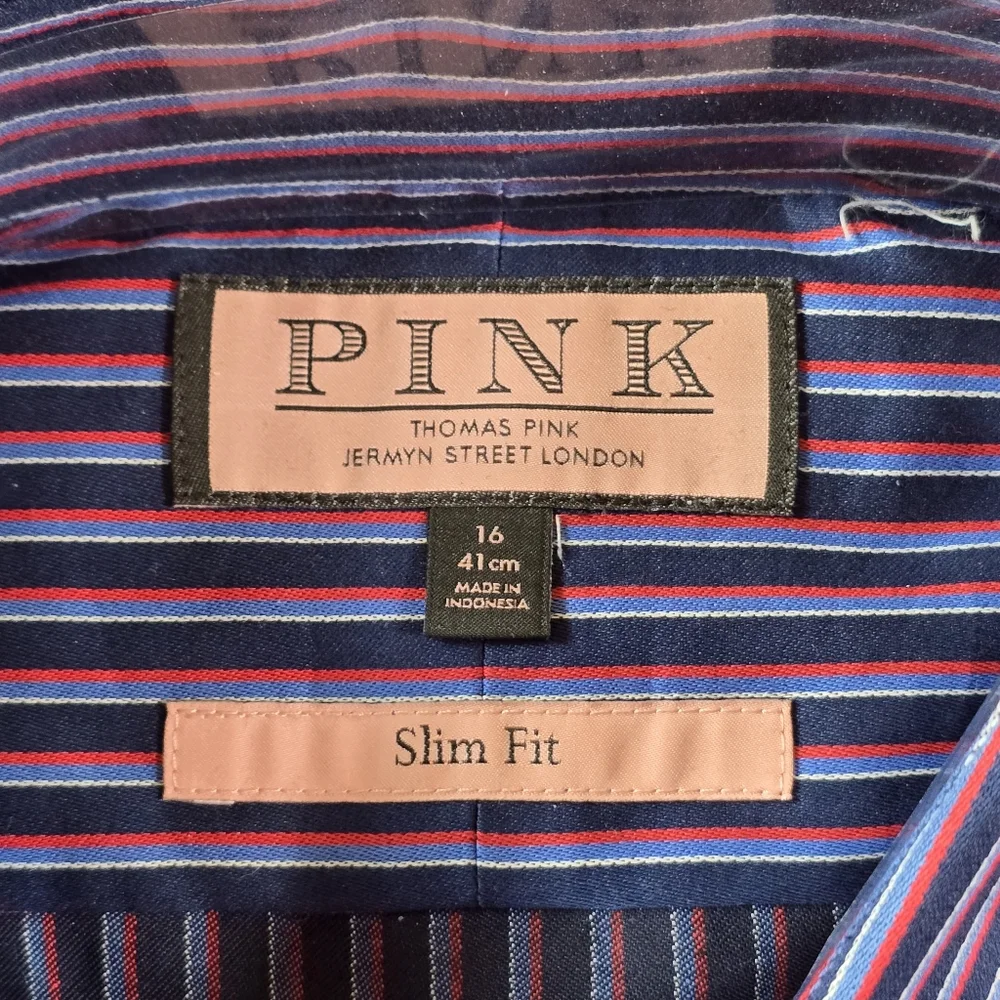 PINK
THOMAS PINK
JERMYN STREET LONDON
16
41cm
MADE IN
INDONESIA
Slim Fit